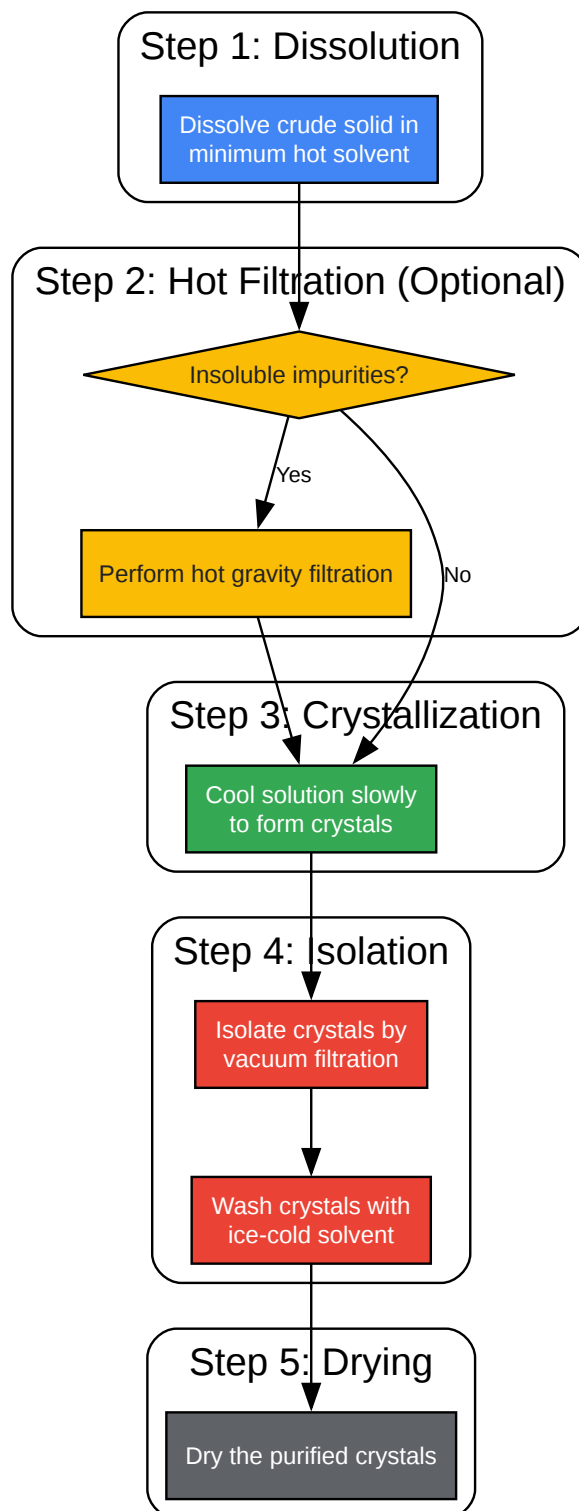 Step 1: Dissolution
Dissolve crude solid in
minimum hot solvent
Step 2: Hot Filtration (Optional)
Insoluble impurities?
Yes
Perform hot gravity filtration
No
Step 3: Crystallization
Cool solution slowly
to form crystals
Step 4: Isolation
Isolate crystals by
vacuum filtration
Wash crystals with
ice-cold solvent
Step 5: Drying
Dry the purified crystals